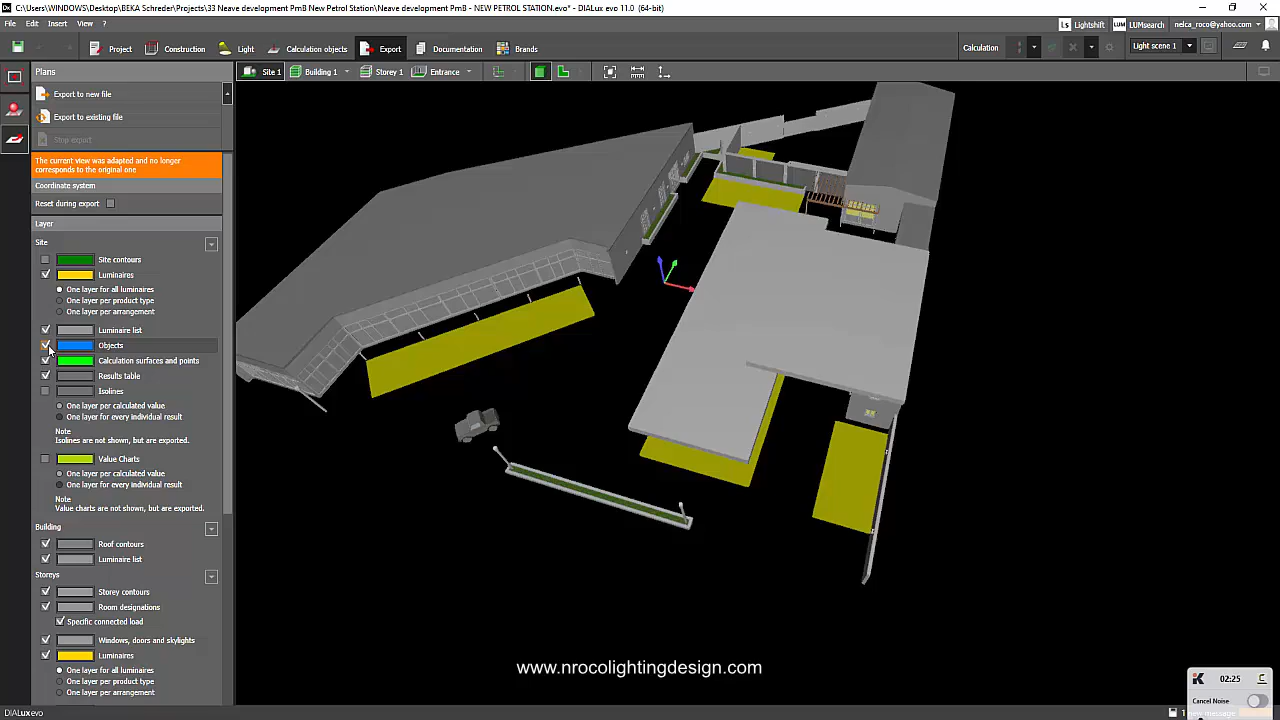 C:\Users\WINDOWS\Desktop\BEKA Schreder\Projects\33 Neave development PmB New Petrol Station\Neave development PmB - NEW PETROL STATION.evo* - DIALux evo 11.0 (64-bit)
File Edit Insert View ?
Ls Lightshift LUM LUMsearch nelca_roco@yahoo.com
Project Construction Light Calculation objects Export Documentation Brands Calculation Light scene 1
Plans
Site 1 Building 1 Storey 1 Entrance
Export to new file
Export to existing file
Stop export
The current view was adapted and no longer
corresponds to the original one
Coordinate system
Reset during export
Layer
Site
Site contours
Luminaires
One layer for all luminaires
One layer per product type
One layer per arrangement
Luminaire list
Objects
Calculation surfaces and points
Results table
Isolines
One layer per calculated value
One layer for every individual result
Note
Isolines are not shown, but are exported.
Value Charts
One layer per calculated value
One layer for every individual result
Note
Value charts are not shown, but are exported.
Building
Roof contours
Luminaire list
Storeys
Storey contours
Room designations
Specific connected load
Windows, doors and skylights
Luminaires
One layer for all luminaires
One layer per product type
One layer per arrangement
www.nrocolightingdesign.com
02:25
Cancel Noise
DIALuxevo